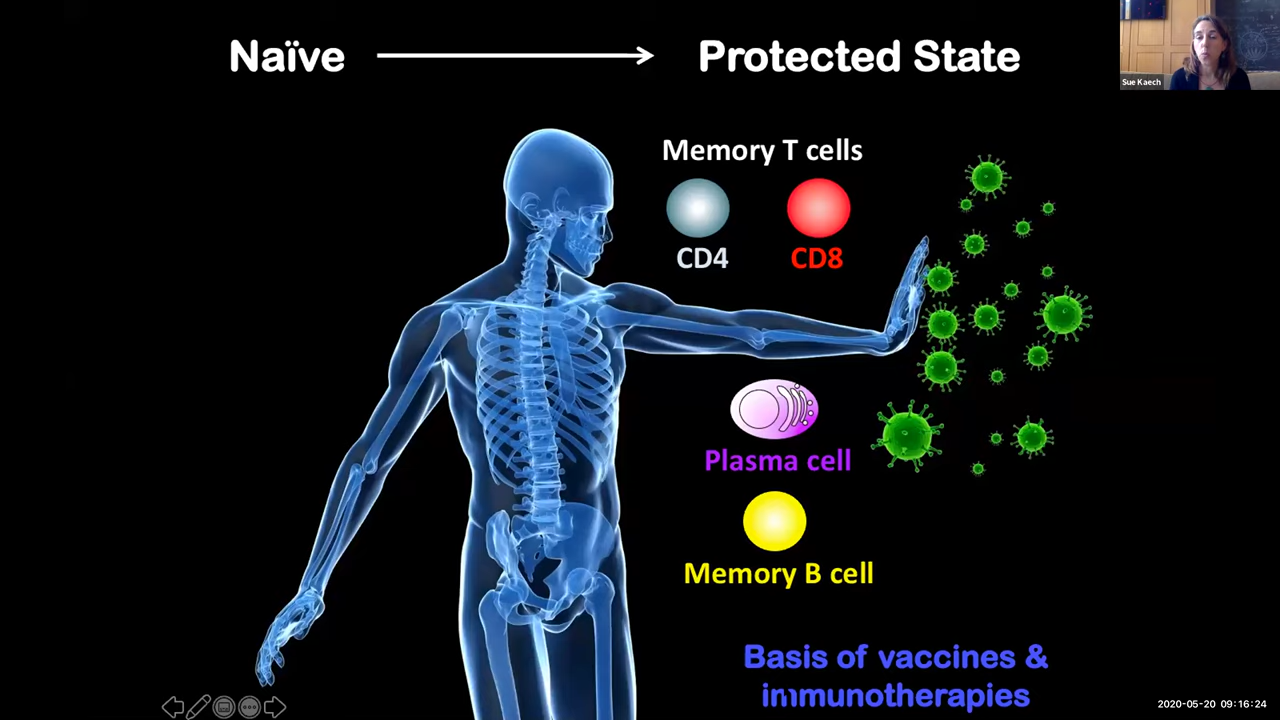 Naïve
Protected State
Sue Kaech
Memory T cells
CD4
CD8
Plasma cell
Memory B cell
Basis of vaccines &
immunotherapies
2020-05-20 09:16:24